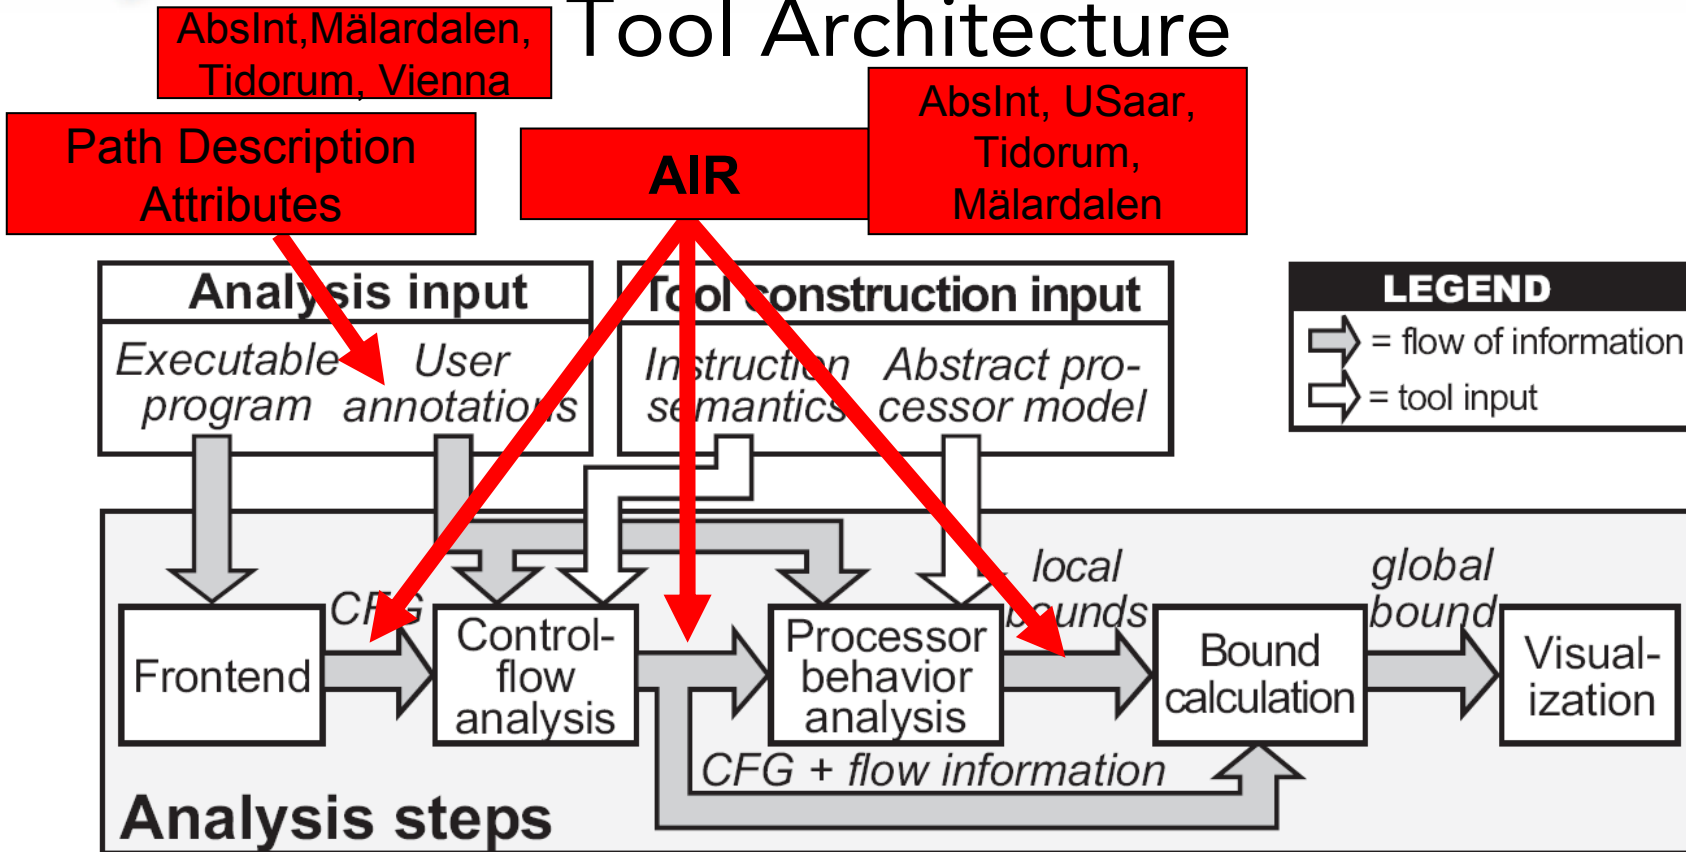 Tool Architecture
AbsInt,Mälardalen,
Tidorum, Vienna
Path Description
Attributes
AIR
AbsInt, USaar,
Tidorum,
Mälardalen
Analysis input
Executable
program
User
annotations
Tool construction input
Instruction
semantics
Abstract pro-
cessor model
LEGEND
= flow of information
= tool input
CFG
local
bounds
global
bound
Frontend
Control-
flow
analysis
Processor
behavior
analysis
Bound
calculation
Visual-
ization
CFG + flow information
Analysis steps